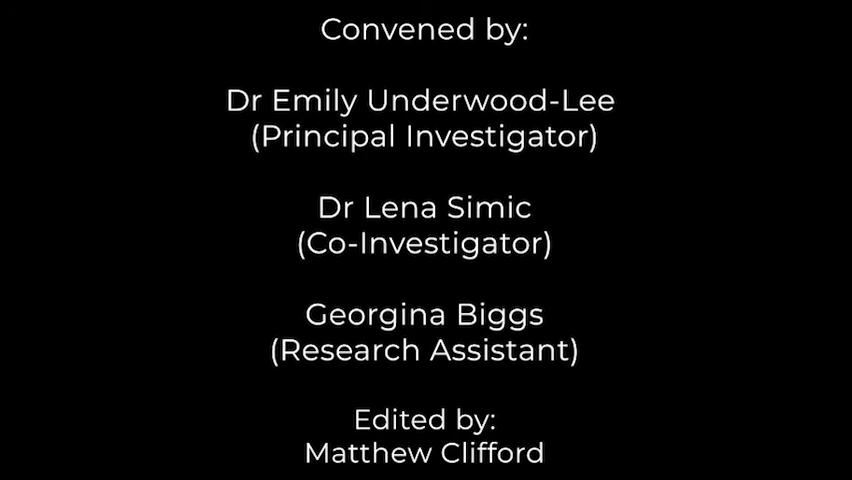 Convened by:
Dr Emily Underwood-Lee
(Principal Investigator)
Dr Lena Simic
(Co-Investigator)
Georgina Biggs
(Research Assistant)
Edited by:
Matthew Clifford